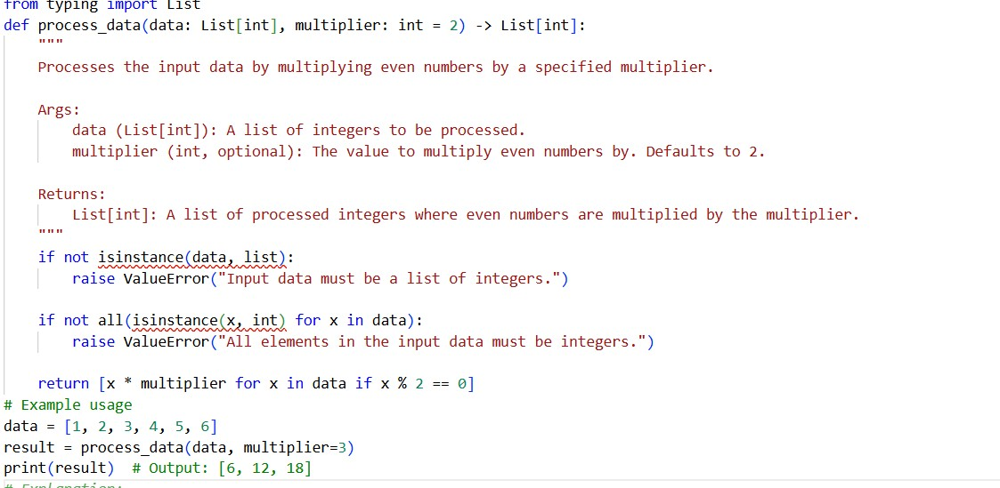 from typing import List
def process_data(data: List[int], multiplier: int = 2) -> List[int]:
"""
Processes the input data by multiplying even numbers by a specified multiplier.
Args:
data (List[int]): A list of integers to be processed.
multiplier (int, optional): The value to multiply even numbers by. Defaults to 2.
Returns:
List[int]: A list of processed integers where even numbers are multiplied by the multiplier.
"""
if not isinstance(data, list):
raise ValueError("Input data must be a list of integers.")
if not all(isinstance(x, int) for x in data):
raise ValueError("All elements in the input data must be integers.")
return [x * multiplier for x in data if x % 2 == 0]
# Example usage
data = [1, 2, 3, 4, 5, 6]
result = process_data(data, multiplier=3)
print(result)  # Output: [6, 12, 18]
# Explanation: